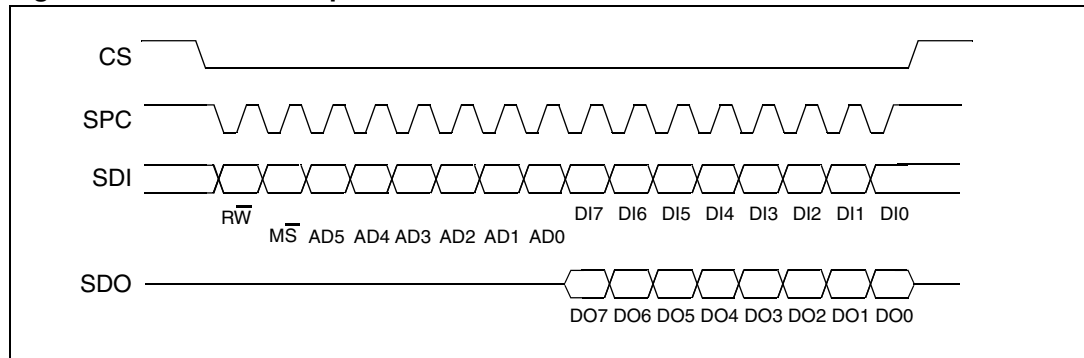 CS
SPC
SDI
RW
DI7 DI6 DI5 DI4 DI3 DI2 DI1 DI0
MS AD5 AD4 AD3 AD2 AD1 AD0
SDO
DO7 DO6 DO5 DO4 DO3 DO2 DO1 DO0